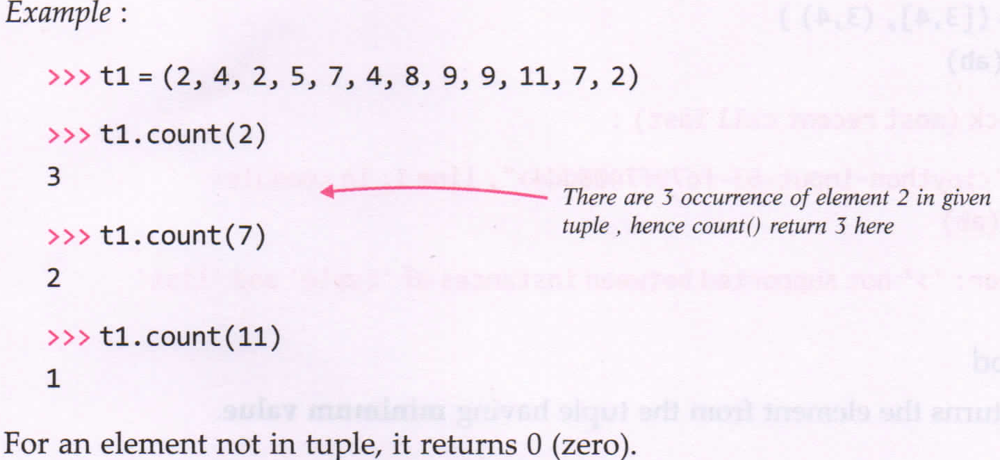 Example :
>>> t1 = (2, 4, 2, 5, 7, 4, 8, 9, 9, 11, 7, 2)
>>> t1.count(2)
3
There are 3 occurrence of element 2 in given
tuple , hence count() return 3 here
>>> t1.count(7)
2
>>> t1.count(11)
1
For an element not in tuple, it returns 0 (zero).